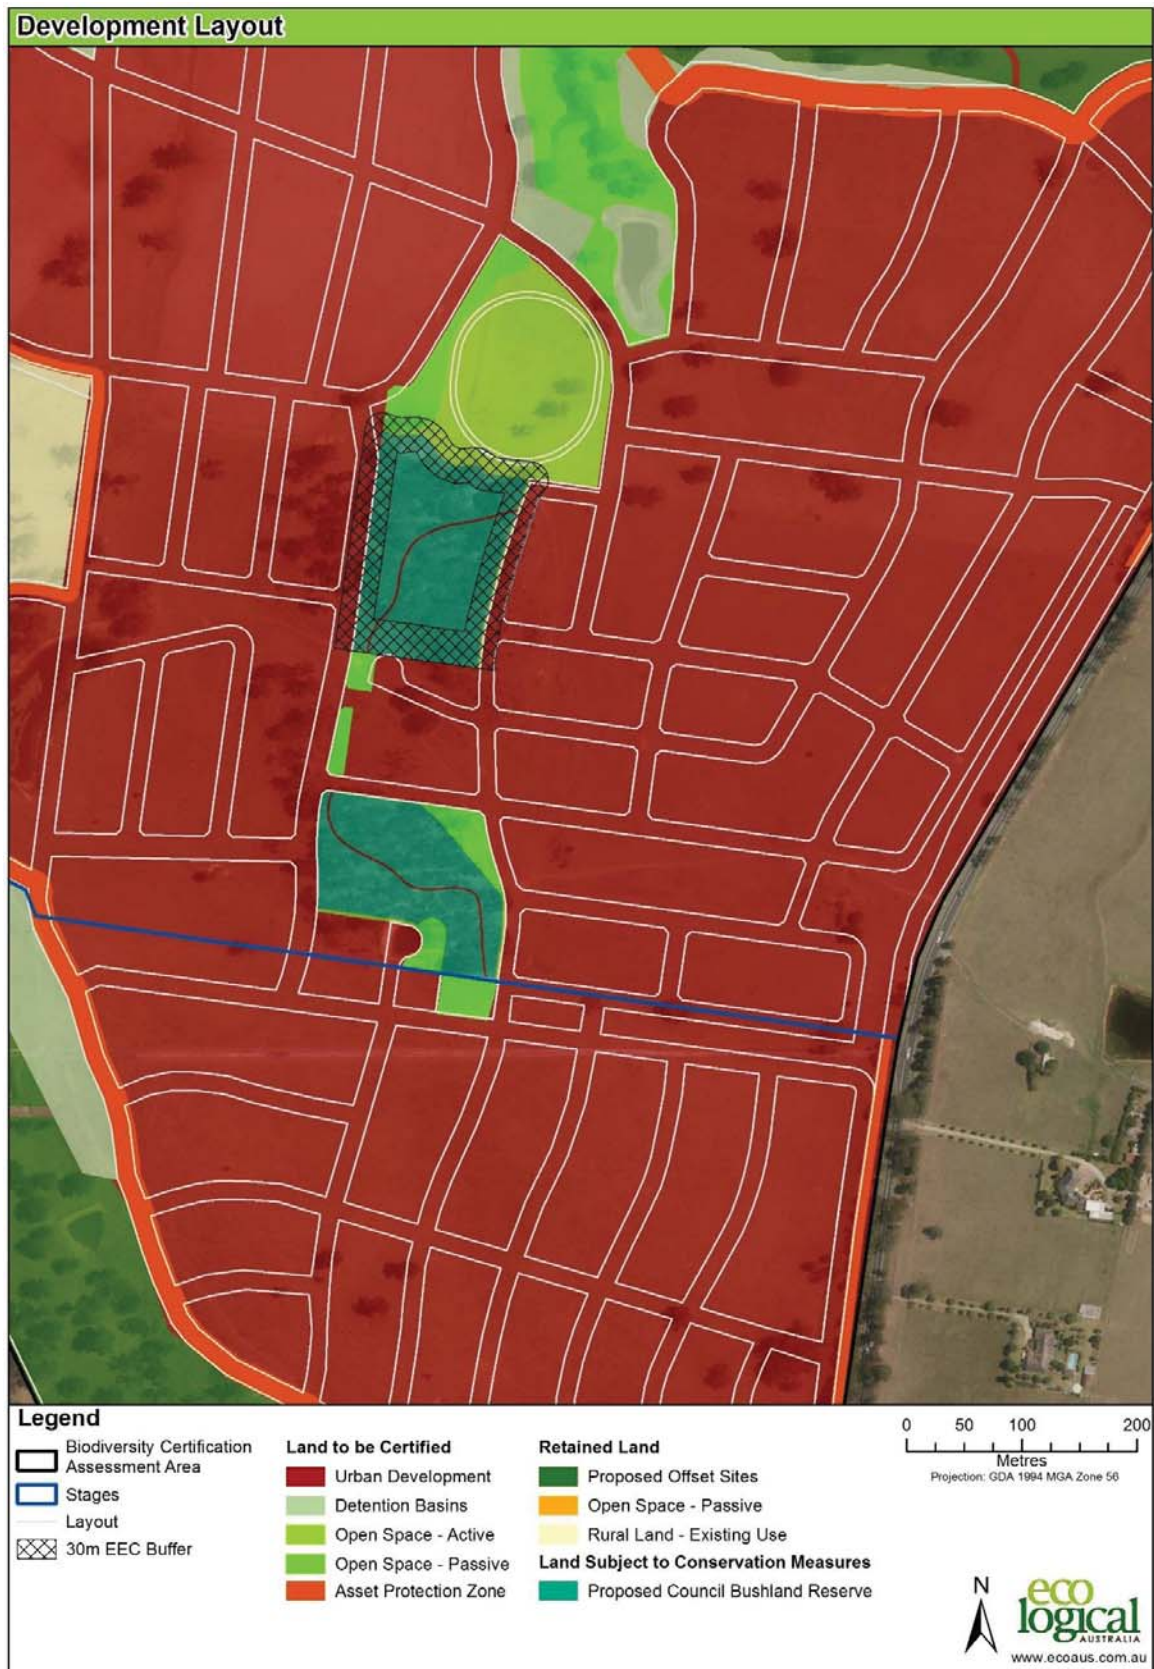 Development Layout
Legend
Biodiversity Certification
Assessment Area
Stages
Layout
30m EEC Buffer
Land to be Certified
Urban Development
Detention Basins
Open Space - Active
Open Space - Passive
Asset Protection Zone
Retained Land
Proposed Offset Sites
Open Space - Passive
Rural Land - Existing Use
Land Subject to Conservation Measures
Proposed Council Bushland Reserve
0 50 100 200
Metres
Projection: GDA 1994 MGA Zone 56
N
eco
logical
AUSTRALIA
www.ecoaus.com.au